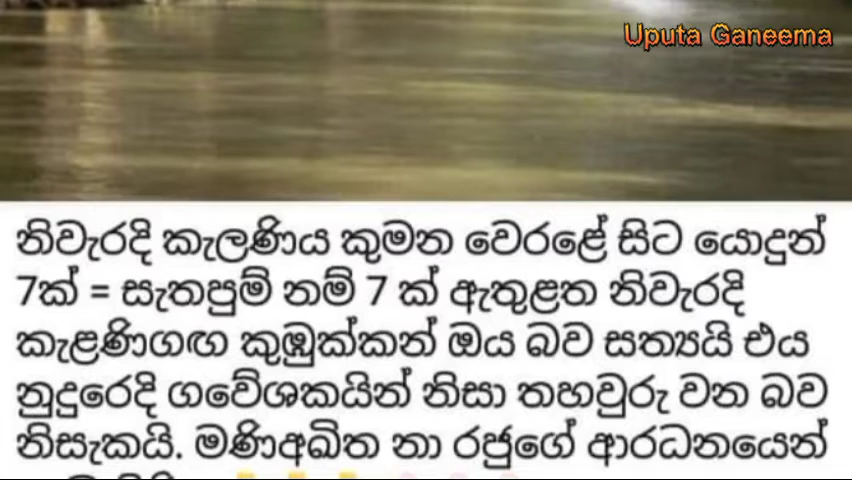 Uputa Ganeema
නිවැරදි කැලණිය කුමන වෙරළේ සිට යොදුන්
7ක් = සැතපුම් නම් 7 ක් ඇතුළත නිවැරදි
කැළණිගඟ කුඹුක්කන් ඔය බව සත්‍යයි එය
නුදුරෙදි ගවේශකයින් නිසා තහවුරු වන බව
නිසැකයි. මණිඅඛිත නා රජුගේ ආරධනයෙන්